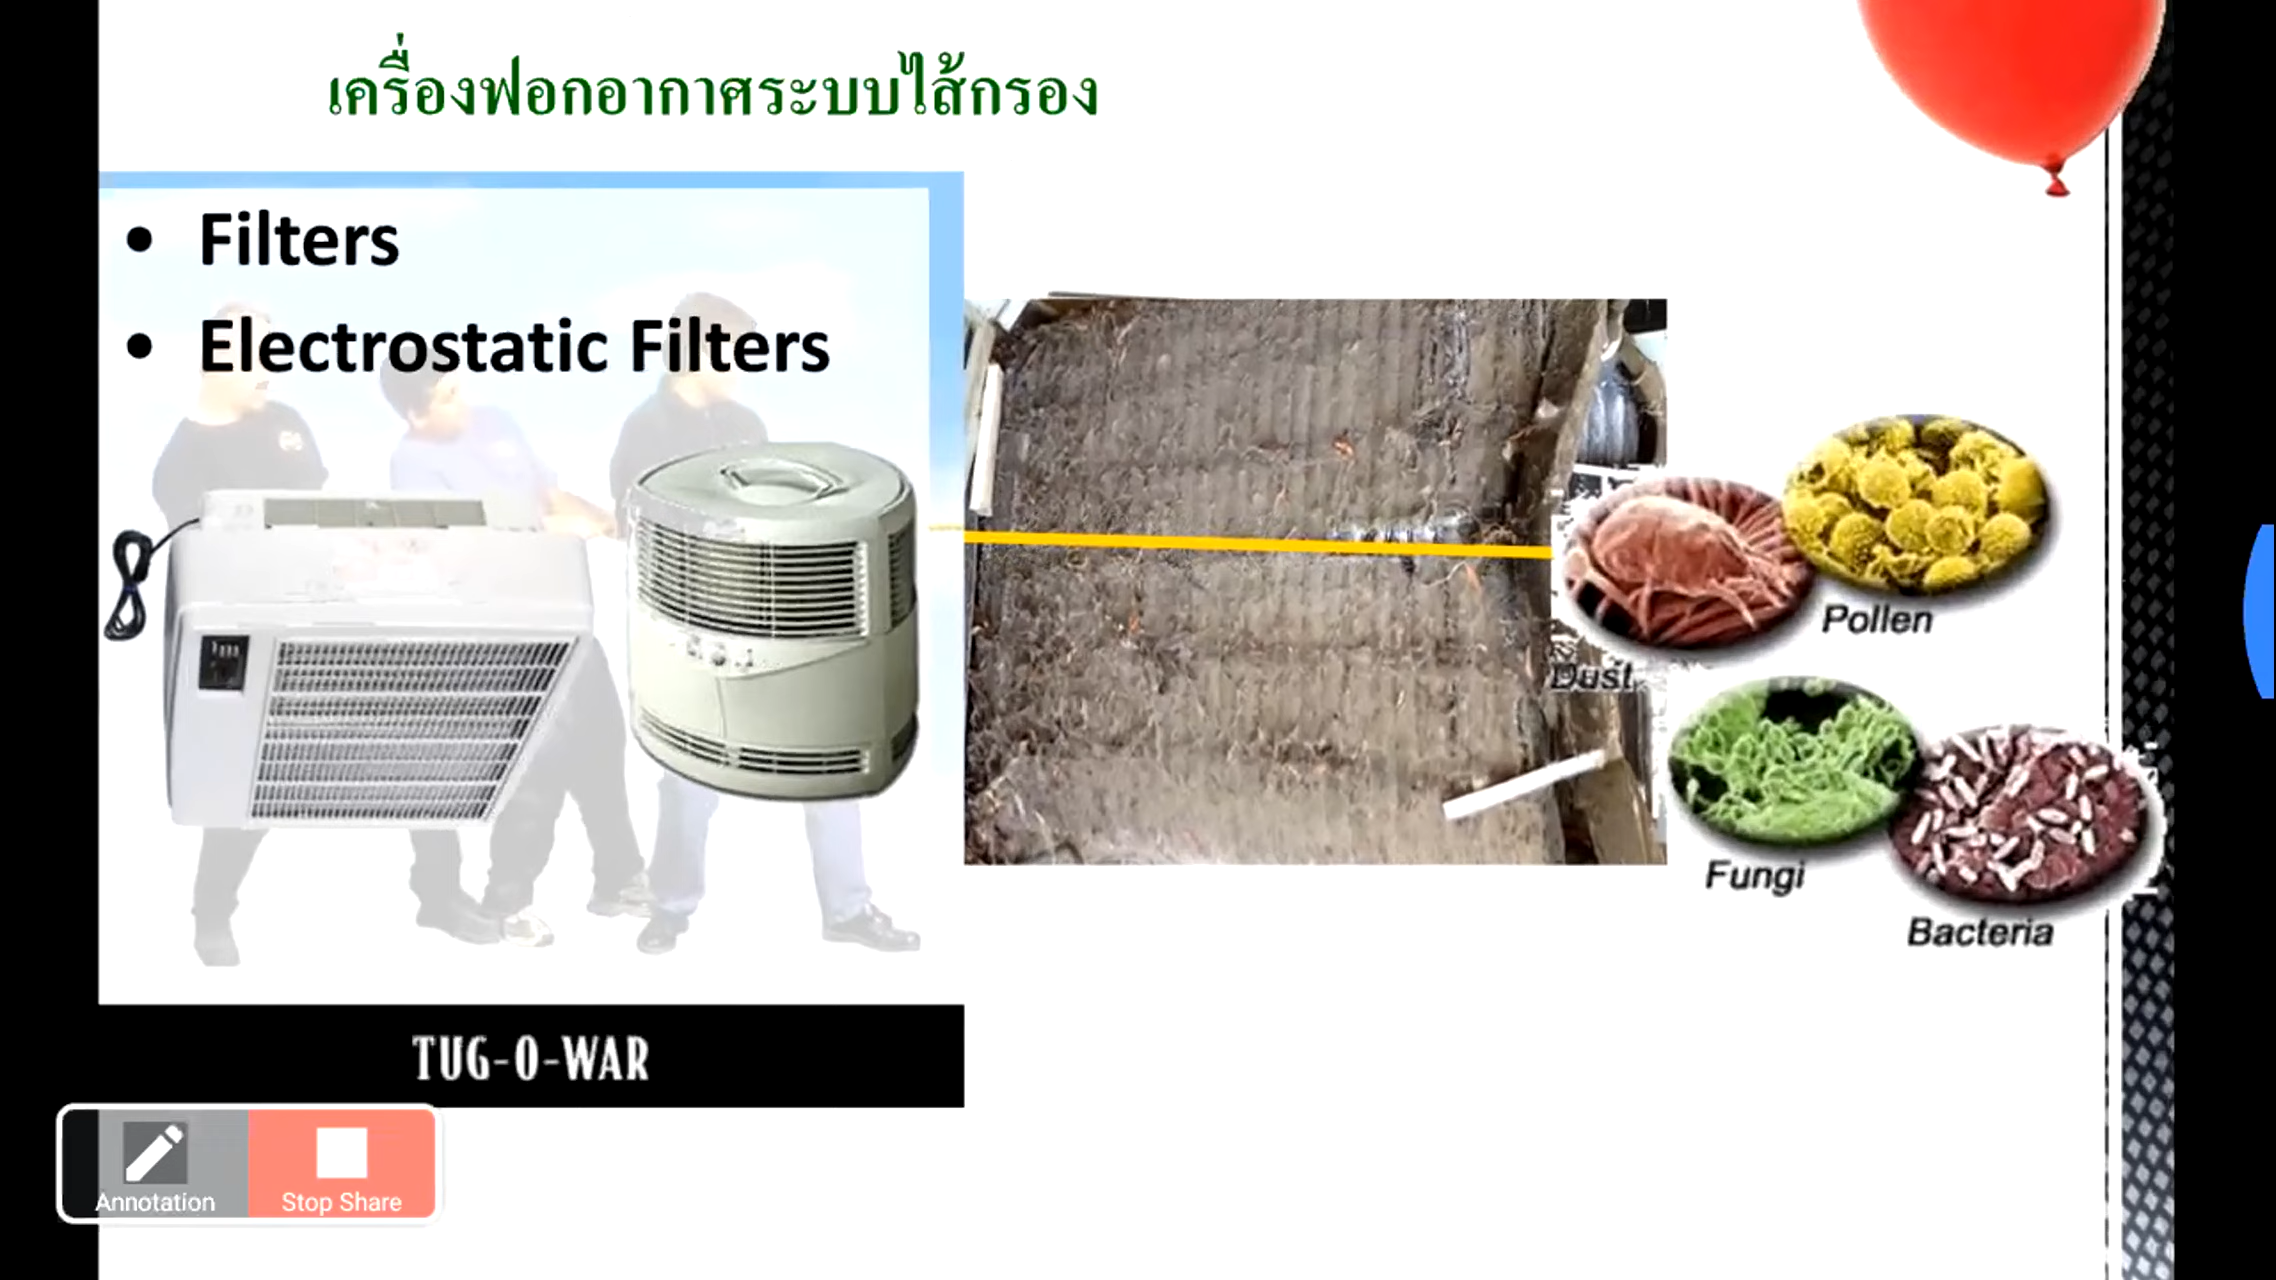 เครื่องฟอกอากาศระบบไส้กรอง
• Filters
• Electrostatic Filters
Pollen
Dust
Fungi
Bacteria
TUG-O-WAR
Annotation
Stop Share